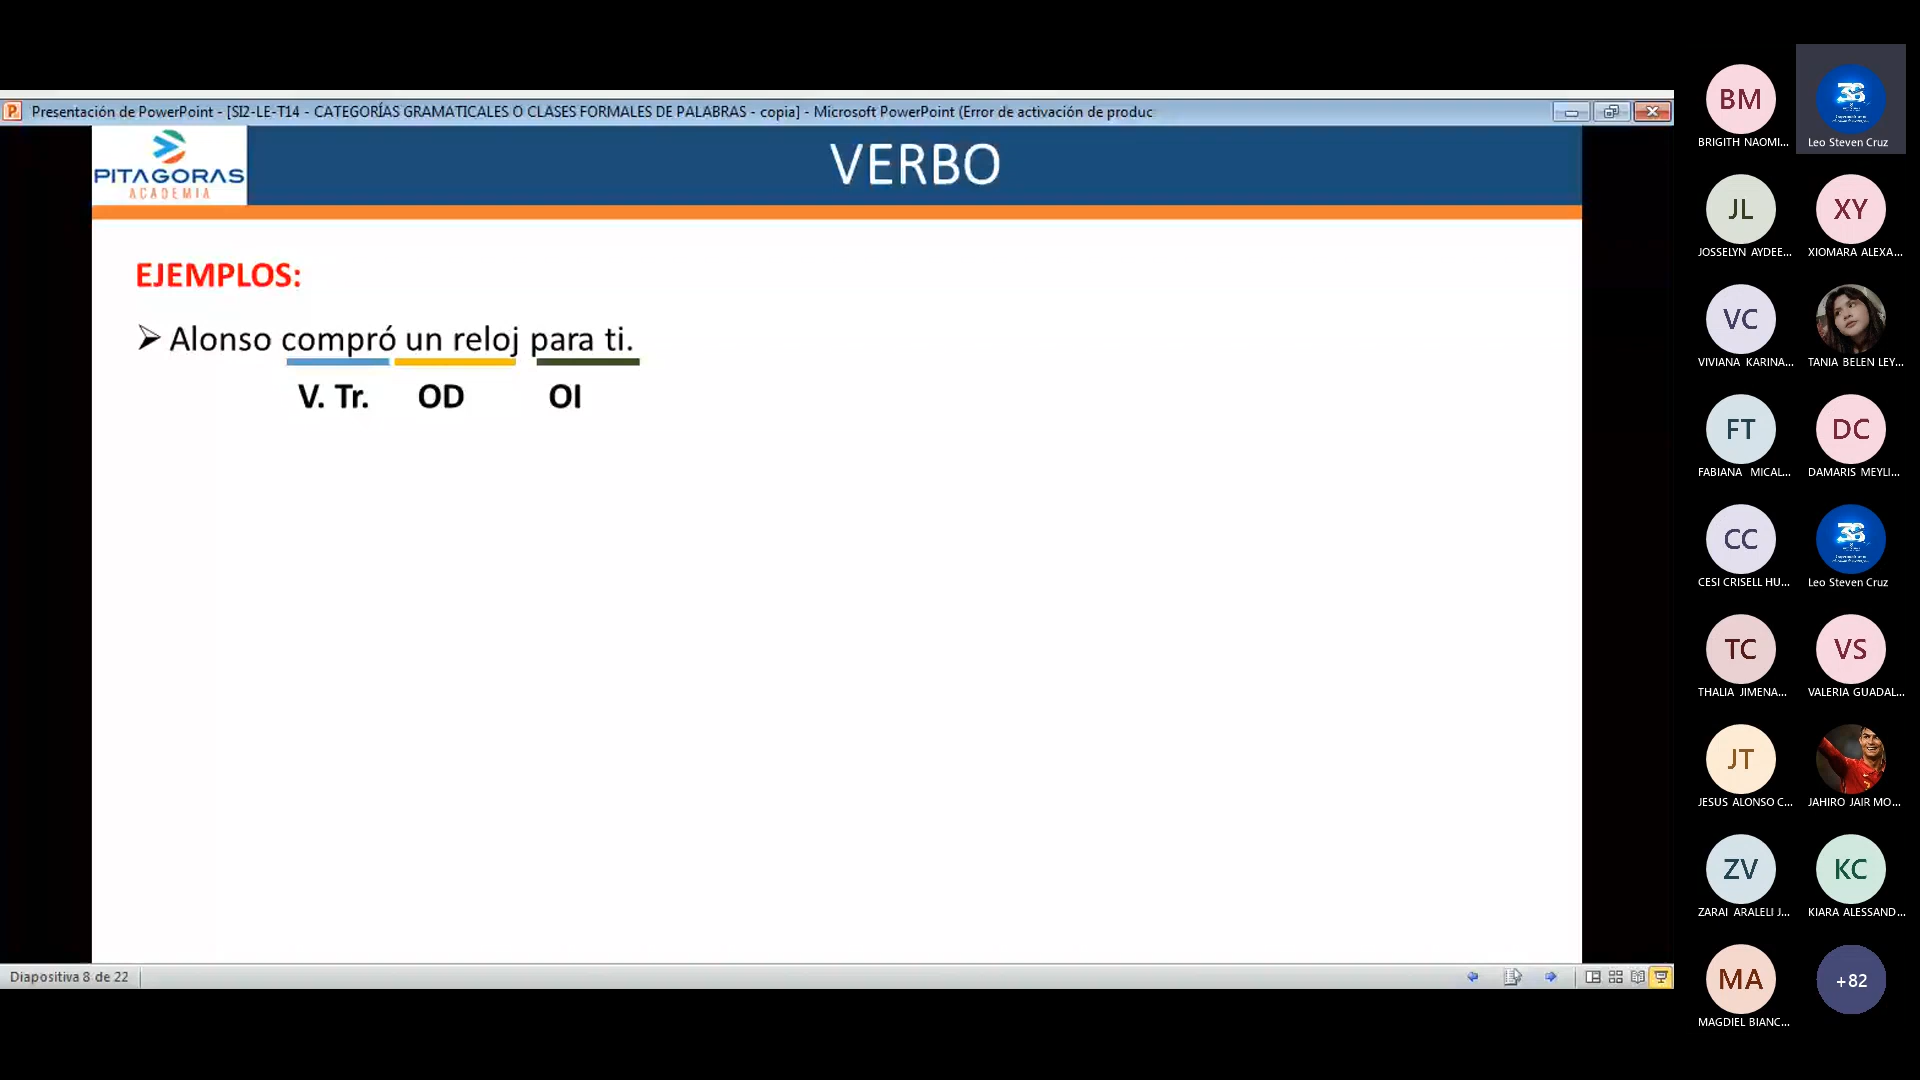 Presentación de PowerPoint - [SI2-LE-T14 - CATEGORÍAS GRAMATICALES O CLASES FORMALES DE PALABRAS - copia] - Microsoft PowerPoint (Error de activación de produc
PITAGORAS
ACADEMIA
VERBO
EJEMPLOS:
➢ Alonso compró un reloj para ti.
V. Tr. OD OI
Diapositiva 8 de 22
BM
BRIGITH NAOMI...
38
Leo Steven Cruz
JL
JOSSELYN AYDEE...
XY
XIOMARA ALEXA...
VC
VIVIANA KARINA...
TANIA BELEN LEY...
FT
FABIANA MICAL...
DC
DAMARIS MEYLI...
CC
CESI CRISELL HU...
38
Leo Steven Cruz
TC
THALIA JIMENA...
VS
VALERIA GUADAL...
JT
JESUS ALONSO C...
JAHIRO JAIR MO...
ZV
ZARAI ARALELI J...
KC
KIARA ALESSAND...
MA
MAGDIEL BIANC...
+82